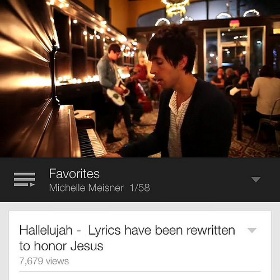 Favorites
Michelle Meisner 1/58
Hallelujah - Lyrics have been rewritten
to honor Jesus
7,679 views